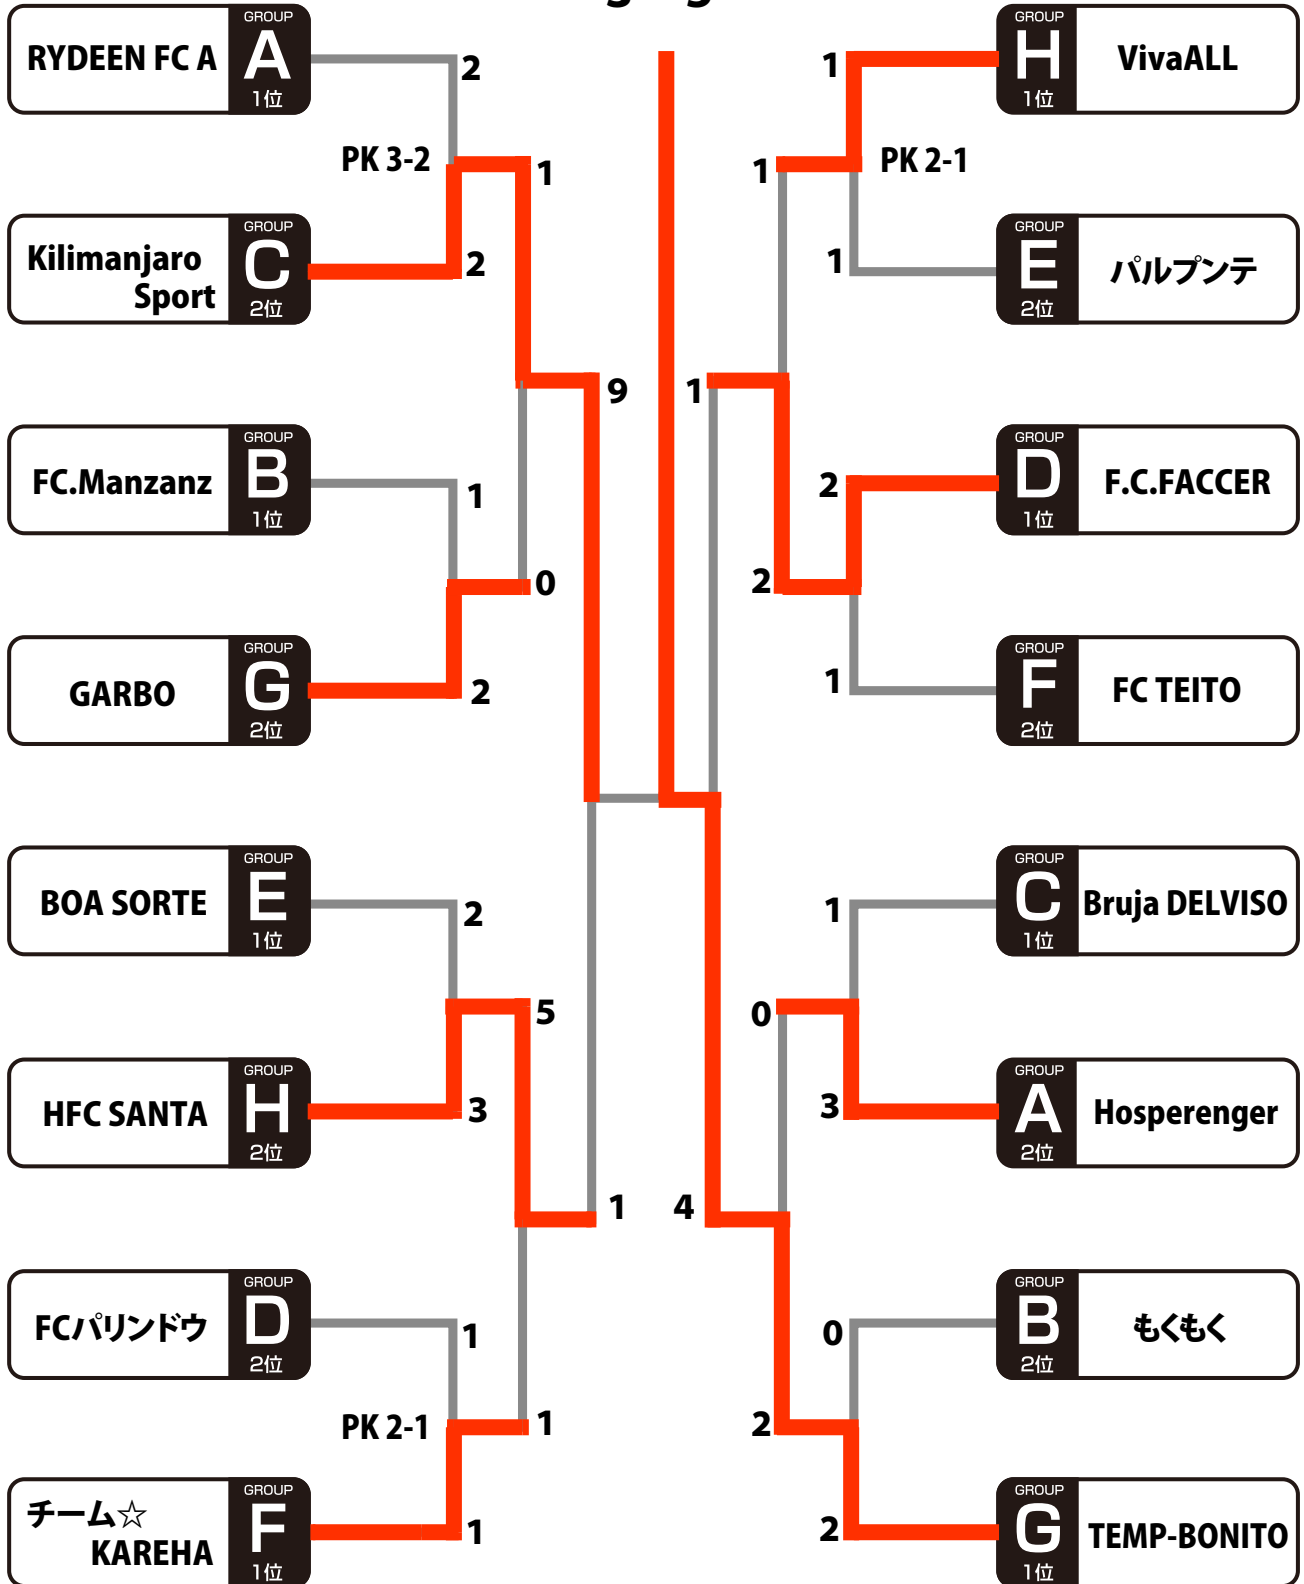 RYDEEN FC A
GROUP
A
1位
2
PK 3-2
1
Kilimanjaro
Sport
GROUP
C
2位
2
9
FC.Manzanz
GROUP
B
1位
1
0
GARBO
GROUP
G
2位
2
BOA SORTE
GROUP
E
1位
2
5
HFC SANTA
GROUP
H
2位
3
1
FCパリンドウ
GROUP
D
2位
1
PK 2-1
1
チーム☆
KAREHA
GROUP
F
1位
1
1
GROUP
H
1位
VivaALL
1
PK 2-1
1
GROUP
E
2位
パルプンテ
1
2
GROUP
D
1位
F.C.FACCER
2
1
GROUP
F
2位
FC TEITO
1
GROUP
C
1位
Bruja DELVISO
0
3
GROUP
A
2位
Hosperenger
4
0
GROUP
B
2位
もくもく
2
2
GROUP
G
1位
TEMP-BONITO